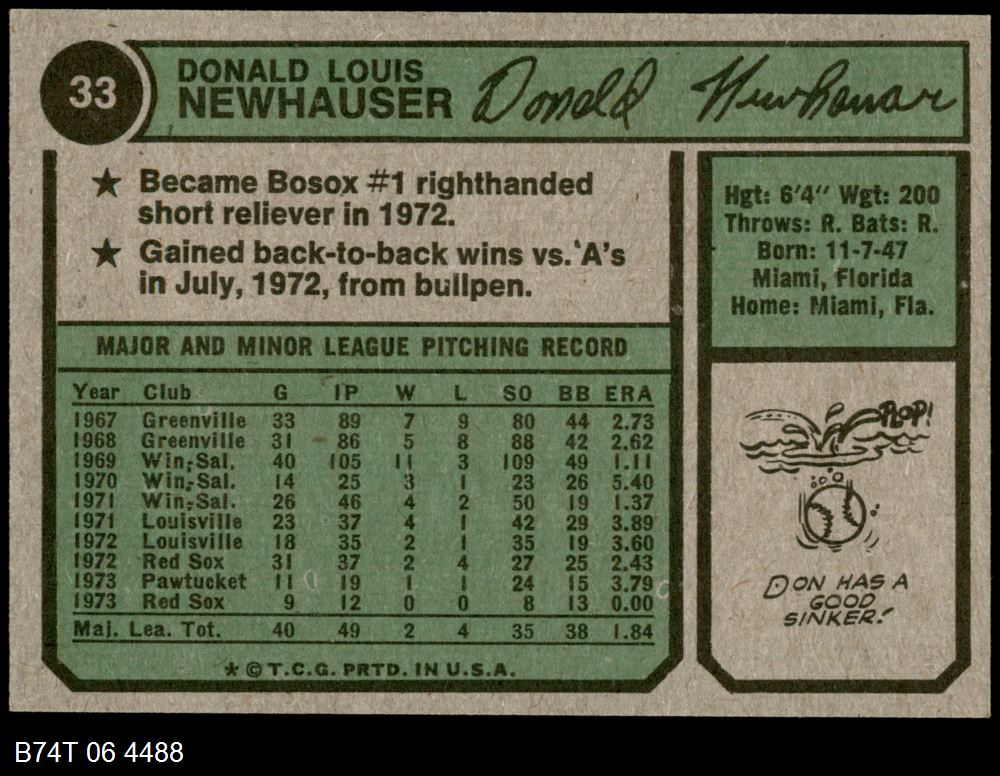 33
DONALD LOUIS
NEWHAUSER
Donald Newhauser
★ Became Bosox #1 righthanded
short reliever in 1972.
★ Gained back-to-back wins vs. 'A's
in July, 1972, from bullpen.
Hgt: 6'4" Wgt: 200
Throws: R. Bats: R.
Born: 11-7-47
Miami, Florida
Home: Miami, Fla.
MAJOR AND MINOR LEAGUE PITCHING RECORD
Year Club G IP W L SO BB ERA
1967 Greenville 33 89 7 9 80 44 2.73
1968 Greenville 31 86 5 8 88 42 2.62
1969 Win-Sal. 40 105 11 3 109 49 1.11
1970 Win-Sal. 14 25 3 1 23 26 5.40
1971 Win-Sal. 26 46 4 2 50 19 1.37
1971 Louisville 23 37 4 1 42 29 3.89
1972 Louisville 18 35 2 1 35 19 3.60
1972 Red Sox 31 37 2 4 27 25 2.43
1973 Pawtucket 11 19 1 1 24 15 3.79
1973 Red Sox 9 12 0 0 8 13 0.00
Maj. Lea. Tot. 40 49 2 4 35 38 1.84
* © T.C.G. PRTD. IN U.S.A.
PLOP!
DON HAS A
GOOD
SINKER!
B74T 06 4488